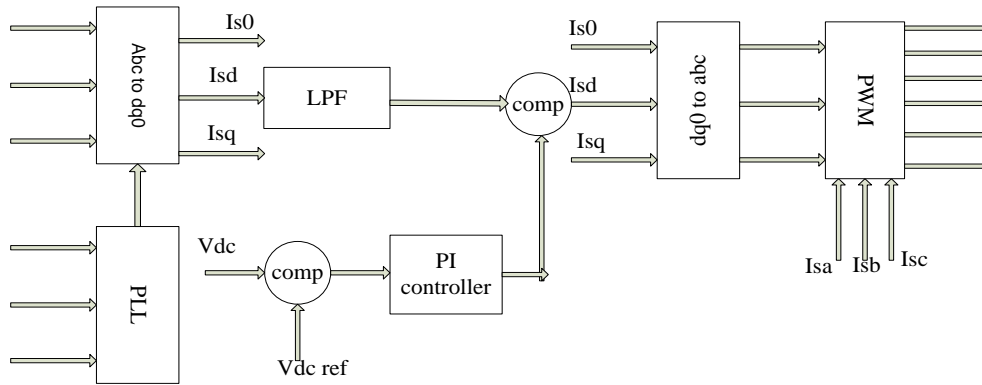 Abc to dq0
Is0
Isd
Isq
LPF
comp
Is0
Isd
Isq
dq0 to abc
PWM
Isa
Isb
Isc
PLL
Vdc
comp
Vdc ref
PI
controller